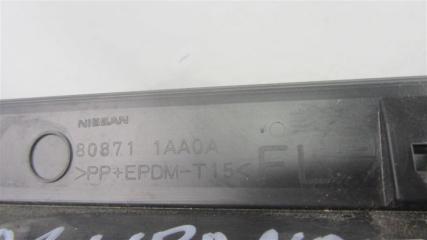 NISSAN
80871 1AA0A
>PP+EPDM-T15< FL